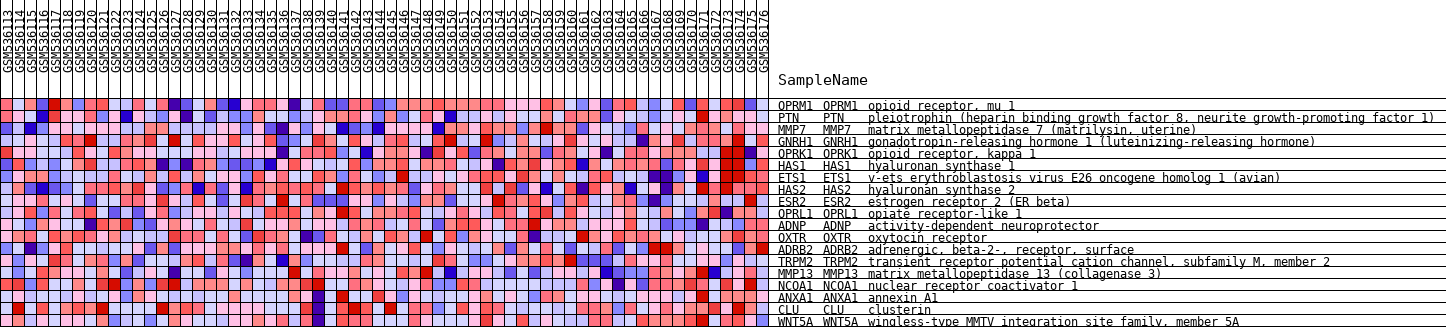 GSM536113
GSM536114
GSM536115
GSM536116
GSM536117
GSM536118
GSM536119
GSM536120
GSM536121
GSM536122
GSM536123
GSM536124
GSM536125
GSM536126
GSM536127
GSM536128
GSM536129
GSM536130
GSM536131
GSM536132
GSM536133
GSM536134
GSM536135
GSM536136
GSM536137
GSM536138
GSM536139
GSM536140
GSM536141
GSM536142
GSM536143
GSM536144
GSM536145
GSM536146
GSM536147
GSM536148
GSM536149
GSM536150
GSM536151
GSM536152
GSM536153
GSM536154
GSM536155
GSM536156
GSM536157
GSM536158
GSM536159
GSM536160
GSM536161
GSM536162
GSM536163
GSM536164
GSM536165
GSM536166
GSM536167
GSM536168
GSM536169
GSM536170
GSM536171
GSM536172
GSM536173
GSM536174
GSM536175
GSM536176
SampleName
OPRM1 OPRM1 opioid receptor, mu 1
PTN PTN pleiotrophin (heparin binding growth factor 8, neurite growth-promoting factor 1)
MMP7 MMP7 matrix metallopeptidase 7 (matrilysin, uterine)
GNRH1 GNRH1 gonadotropin-releasing hormone 1 (luteinizing-releasing hormone)
OPRK1 OPRK1 opioid receptor, kappa 1
HAS1 HAS1 hyaluronan synthase 1
ETS1 ETS1 v-ets erythroblastosis virus E26 oncogene homolog 1 (avian)
HAS2 HAS2 hyaluronan synthase 2
ESR2 ESR2 estrogen receptor 2 (ER beta)
OPRL1 OPRL1 opiate receptor-like 1
ADNP ADNP activity-dependent neuroprotector
OXTR OXTR oxytocin receptor
ADRB2 ADRB2 adrenergic, beta-2-, receptor, surface
TRPM2 TRPM2 transient receptor potential cation channel, subfamily M, member 2
MMP13 MMP13 matrix metallopeptidase 13 (collagenase 3)
NCOA1 NCOA1 nuclear receptor coactivator 1
ANXA1 ANXA1 annexin A1
CLU CLU clusterin
WNT5A WNT5A wingless-type MMTV integration site family, member 5A